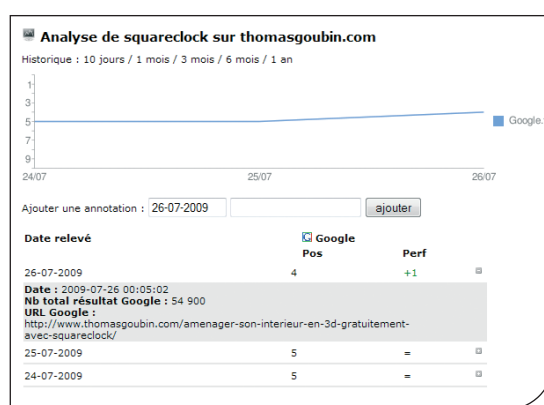 Analyse de squareclock sur thomasgoubin.com
Historique : 10 jours / 1 mois / 3 mois / 6 mois / 1 an
1
3
5
7
9
24/07 25/07 26/07
Google.
Ajouter une annotation : 26-07-2009 ajouter
Date relevé Google
Pos Perf
26-07-2009 4 +1
Date : 2009-07-26 00:05:02
Nb total résultat Google : 54 900
URL Google :
http://www.thomasgoubin.com/amenager-son-interieur-en-3d-gratuitement-
avec-squareclock/
25-07-2009 5 =
24-07-2009 5 =